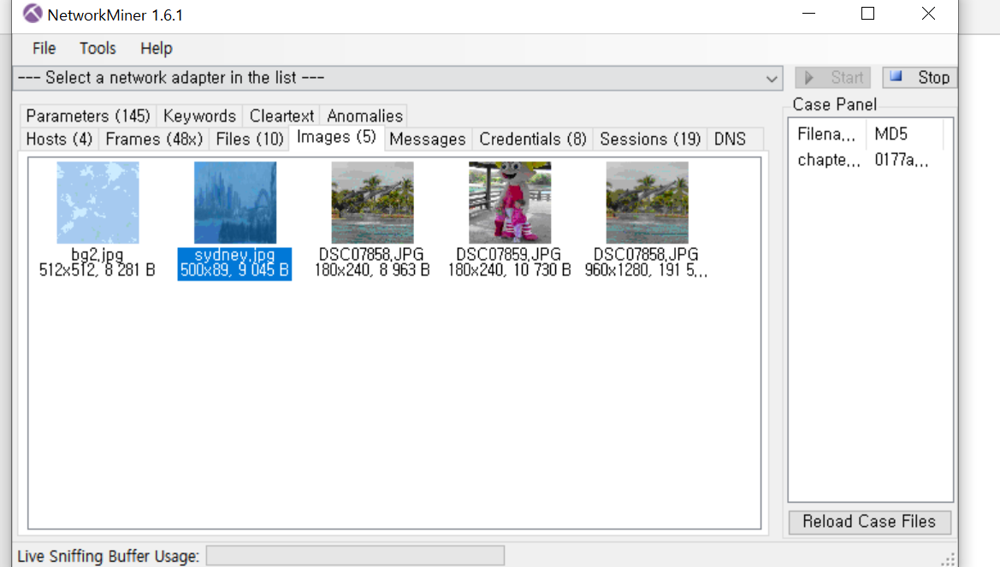 NetworkMiner 1.6.1
File Tools Help
--- Select a network adapter in the list ---
Start
Stop
Parameters (145) Keywords Cleartext Anomalies
Hosts (4) Frames (48x) Files (10) Images (5) Messages Credentials (8) Sessions (19) DNS
bg2.jpg
512x512, 8 281 B
sydney.jpg
500x89, 9 045 B
DSC07858.JPG
180x240, 8 963 B
DSC07859.JPG
180x240, 10 730 B
DSC07858.JPG
960x1280, 191 5...
Case Panel
Filena... MD5
chapte... 0177a...
Reload Case Files
Live Sniffing Buffer Usage: